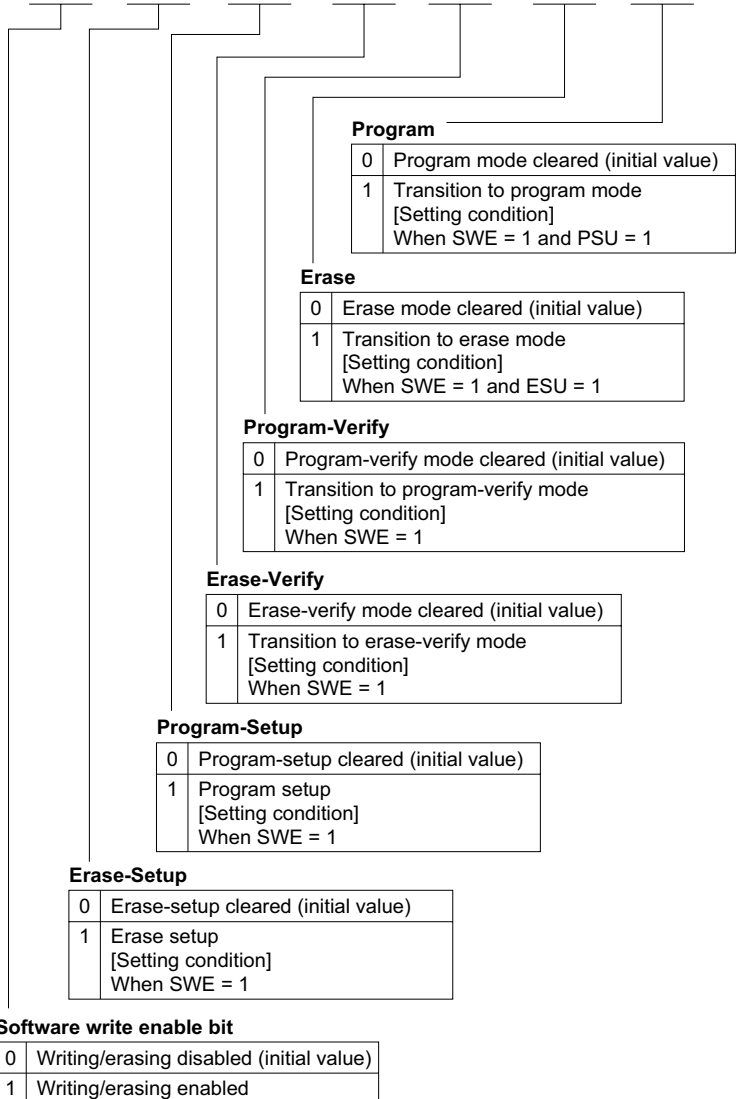 Program
0 Program mode cleared (initial value)
1 Transition to program mode
[Setting condition]
When SWE = 1 and PSU = 1
Erase
0 Erase mode cleared (initial value)
1 Transition to erase mode
[Setting condition]
When SWE = 1 and ESU = 1
Program-Verify
0 Program-verify mode cleared (initial value)
1 Transition to program-verify mode
[Setting condition]
When SWE = 1
Erase-Verify
0 Erase-verify mode cleared (initial value)
1 Transition to erase-verify mode
[Setting condition]
When SWE = 1
Program-Setup
0 Program-setup cleared (initial value)
1 Program setup
[Setting condition]
When SWE = 1
Erase-Setup
0 Erase-setup cleared (initial value)
1 Erase setup
[Setting condition]
When SWE = 1
Software write enable bit
0 Writing/erasing disabled (initial value)
1 Writing/erasing enabled